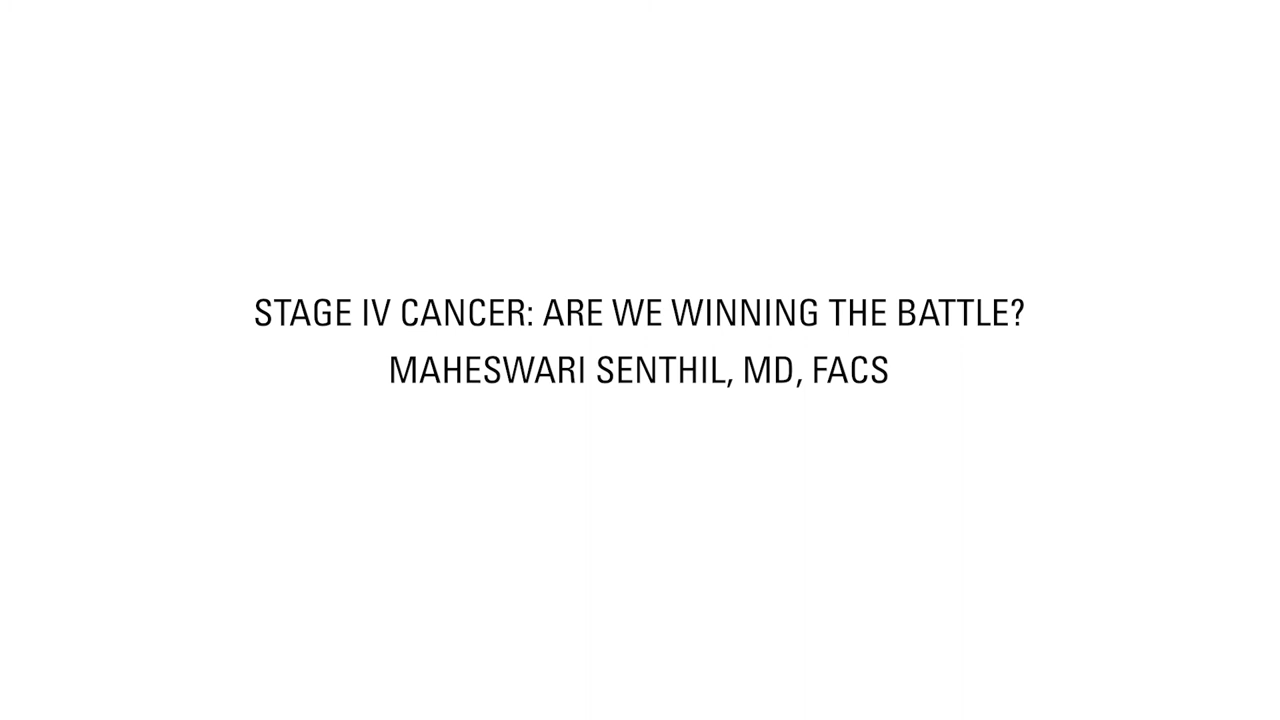 STAGE IV CANCER: ARE WE WINNING THE BATTLE?
MAHESWARI SENTHIL, MD, FACS